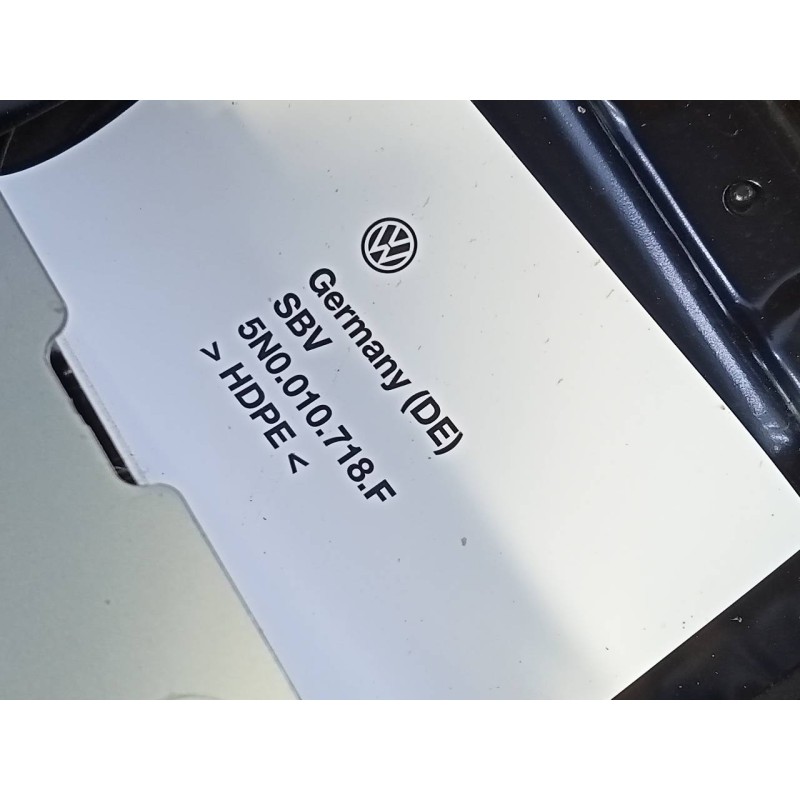 Germany (DE)
SBV
5N0.010.718.F
> HDPE <